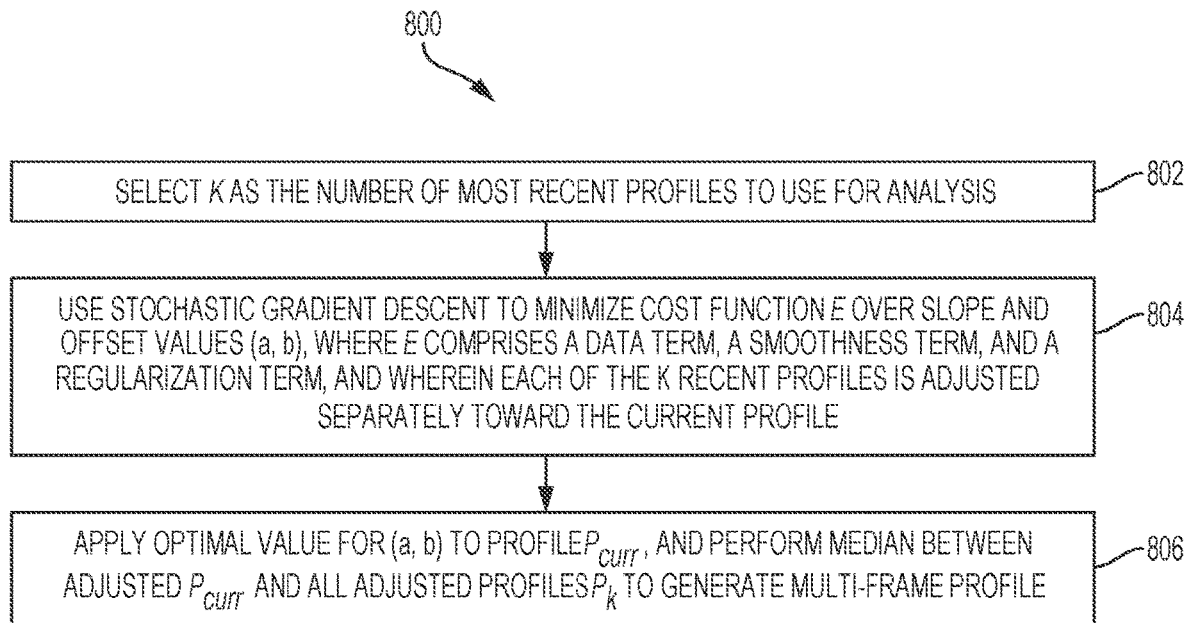 800
SELECT K AS THE NUMBER OF MOST RECENT PROFILES TO USE FOR ANALYSIS
802
USE STOCHASTIC GRADIENT DESCENT TO MINIMIZE COST FUNCTION E OVER SLOPE AND
OFFSET VALUES (a, b), WHERE E COMPRISES A DATA TERM, A SMOOTHNESS TERM, AND A
REGULARIZATION TERM, AND WHEREIN EACH OF THE K RECENT PROFILES IS ADJUSTED
SEPARATELY TOWARD THE CURRENT PROFILE
804
APPLY OPTIMAL VALUE FOR (a, b) TO PROFILE P_curr, AND PERFORM MEDIAN BETWEEN
ADJUSTED P_curr AND ALL ADJUSTED PROFILES P_k TO GENERATE MULTI-FRAME PROFILE
806